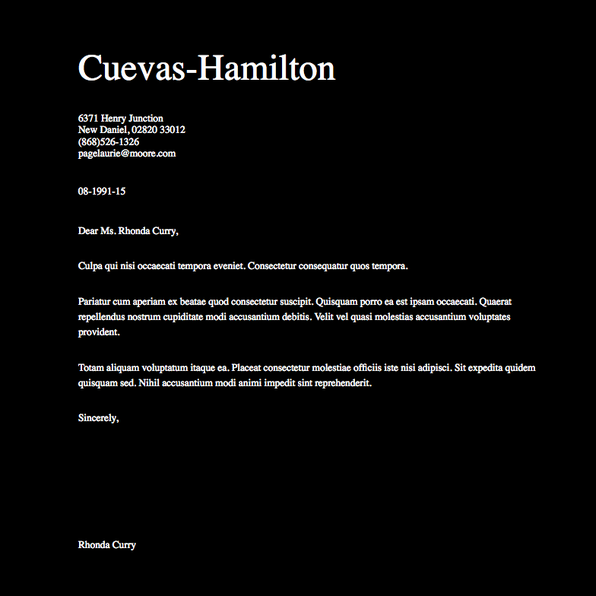 Cuevas-Hamilton
6371 Henry Junction
New Daniel, 02820 33012
(868)526-1326
pagelaurie@moore.com
08-1991-15
Dear Ms. Rhonda Curry,
Culpa qui nisi occaecati tempora eveniet. Consectetur consequatur quos tempora.
Pariatur cum aperiam ex beatae quod consectetur suscipit. Quisquam porro ea est ipsam occaecati. Quaerat
repellendus nostrum cupiditate modi accusantium debitis. Velit vel quasi molestias accusantium voluptates
provident.
Totam aliquam voluptatum itaque ea. Placeat consectetur molestiae officiis iste nisi adipisci. Sit expedita quidem
quisquam sed. Nihil accusantium modi animi impedit sint reprehenderit.
Sincerely,
Rhonda Curry